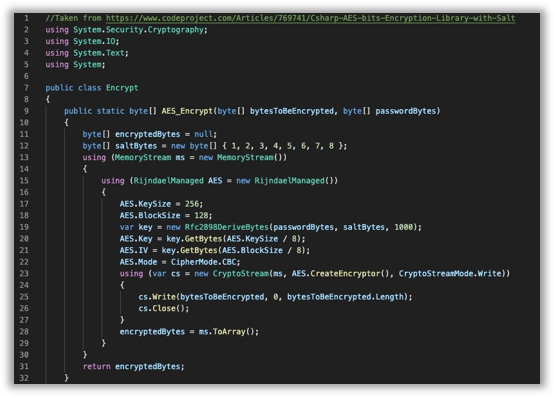 1 //Taken from https://www.codeproject.com/Articles/769741/Csharp-AES-bits-Encryption-Library-with-Salt
2 using System.Security.Cryptography;
3 using System.IO;
4 using System.Text;
5 using System;
6
7 public class Encrypt
8 {
9 public static byte[] AES_Encrypt(byte[] bytesToBeEncrypted, byte[] passwordBytes)
10 {
11 byte[] encryptedBytes = null;
12 byte[] saltBytes = new byte[] { 1, 2, 3, 4, 5, 6, 7, 8 };
13 using (MemoryStream ms = new MemoryStream())
14 {
15 using (RijndaelManaged AES = new RijndaelManaged())
16 {
17 AES.KeySize = 256;
18 AES.BlockSize = 128;
19 var key = new Rfc2898DeriveBytes(passwordBytes, saltBytes, 1000);
20 AES.Key = key.GetBytes(AES.KeySize / 8);
21 AES.IV = key.GetBytes(AES.BlockSize / 8);
22 AES.Mode = CipherMode.CBC;
23 using (var cs = new CryptoStream(ms, AES.CreateEncryptor(), CryptoStreamMode.Write))
24 {
25 cs.Write(bytesToBeEncrypted, 0, bytesToBeEncrypted.Length);
26 cs.Close();
27 }
28 encryptedBytes = ms.ToArray();
29 }
30 }
31 return encryptedBytes;
32 }